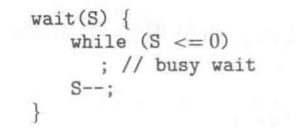 wait(S) {
    while (S <= 0)
        ; // busy wait
    S--;
}